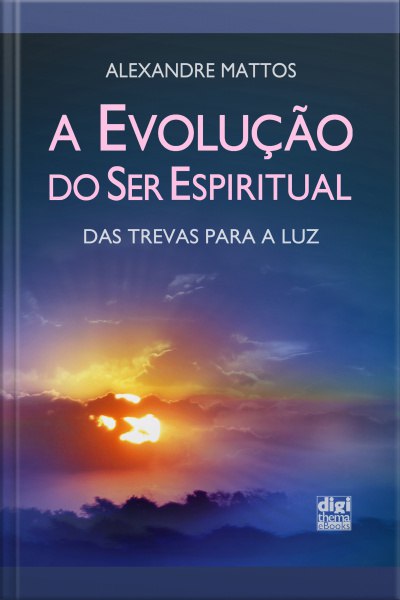 ALEXANDRE MATTOS
A EVOLUÇÃO
DO SER ESPIRITUAL
DAS TREVAS PARA A LUZ
digi
thema
eBooks